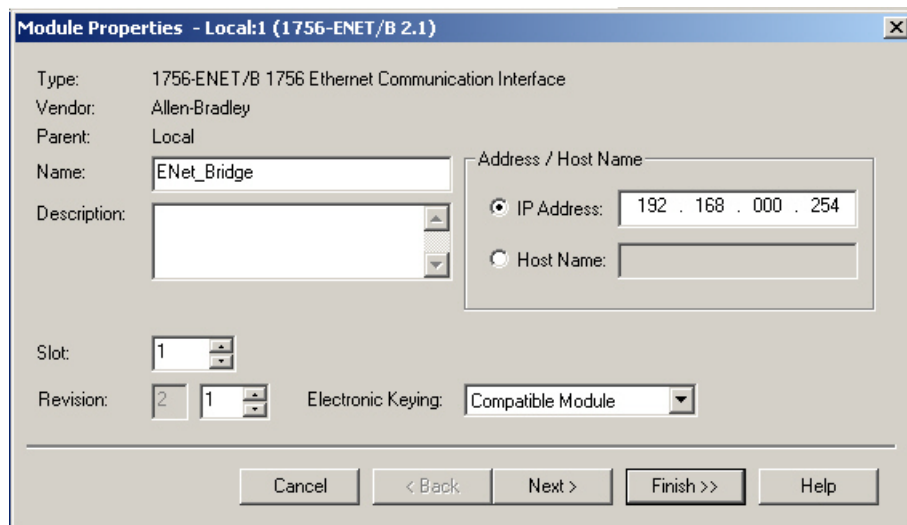 Module Properties - Local:1 (1756-ENET/B 2.1)
Type: 1756-ENET/B 1756 Ethernet Communication Interface
Vendor: Allen-Bradley
Parent: Local
Name: ENet_Bridge
Description:
Address / Host Name
IP Address: 192 . 168 . 000 . 254
Host Name:
Slot: 1
Revision: 2 1 Electronic Keying: Compatible Module
Cancel < Back Next > Finish >> Help